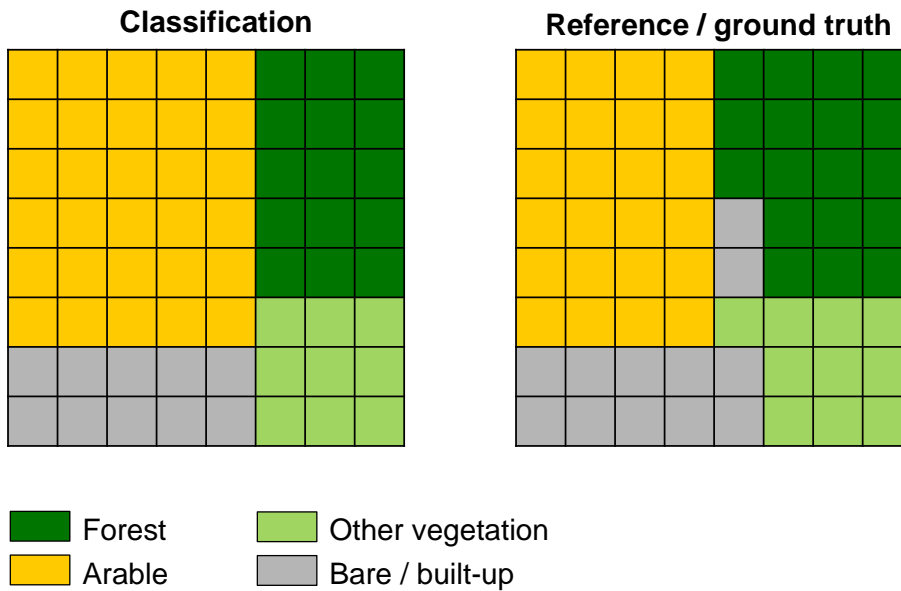 Classification
Reference / ground truth
Forest
Other vegetation
Arable
Bare / built-up